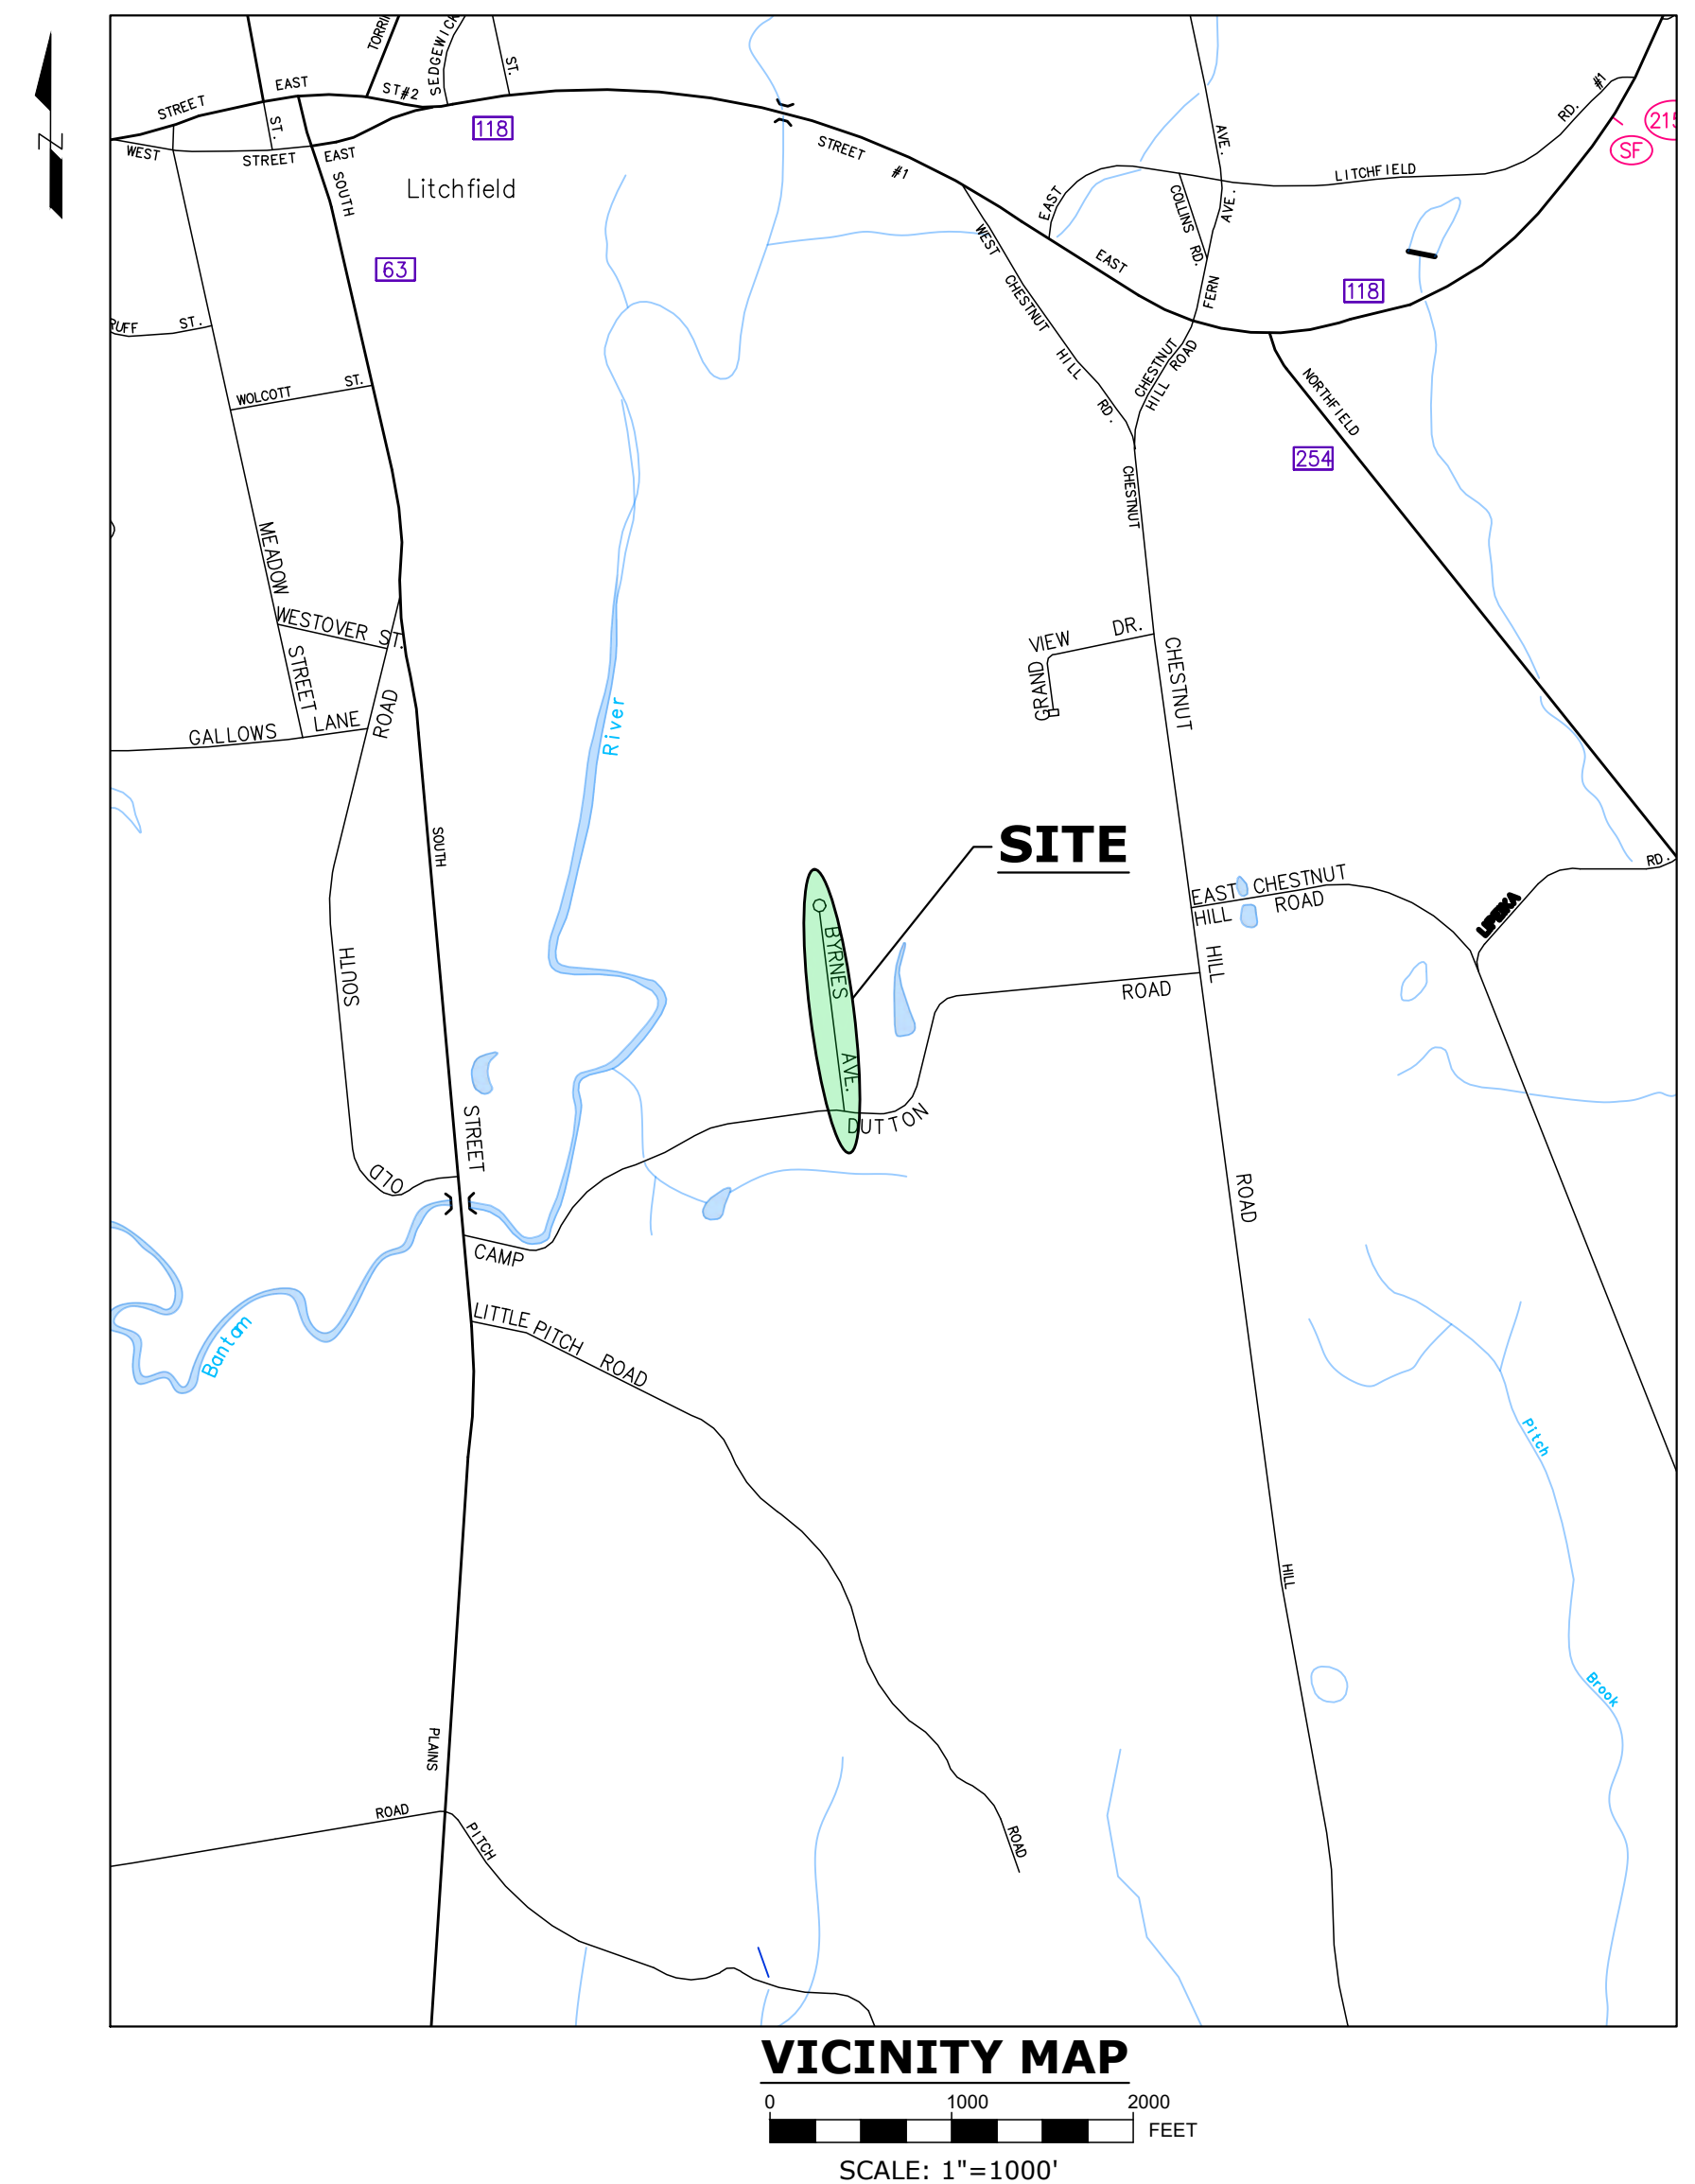 Z
TORRI
SEDGEWICK
ST.
EAST
ST#2
STREET
ST.
118
WEST
STREET
EAST
SOUTH
Litchfield
63
STREET
#1
AVE.
RD.
#1
215
SF
LITCHFIELD
EAST
COLLINS RD.
AVE.
FERN
WEST CHESTNUT HILL RD.
EAST
118
CHESTNUT
HILL ROAD
NORTHFIELD
254
RUFF ST.
WOLCOTT ST.
CHESTNUT
MEADOW
STREET
WESTOVER ST.
ROAD
GALLOWS LANE
River
GRAND
VIEW DR.
CHESTNUT
SOUTH
SITE
EAST CHESTNUT
HILL ROAD
RD.
HILL
BYRNES
AVE.
ROAD
DUTTON
SOUTH
OLD
STREET
CAMP
ROAD
LITTLE PITCH ROAD
Bantam
Pitch
HILL
Brook
PLAINS
ROAD
PITCH
ROAD
VICINITY MAP
0 1000 2000
FEET
SCALE: 1"=1000'